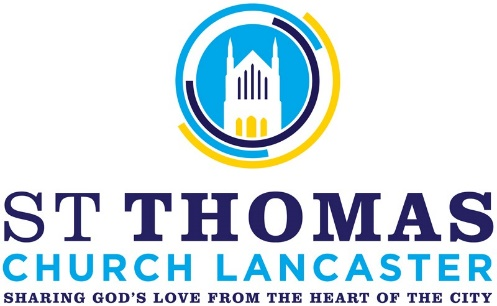 ST THOMAS
CHURCH LANCASTER
SHARING GOD'S LOVE FROM THE HEART OF THE CITY